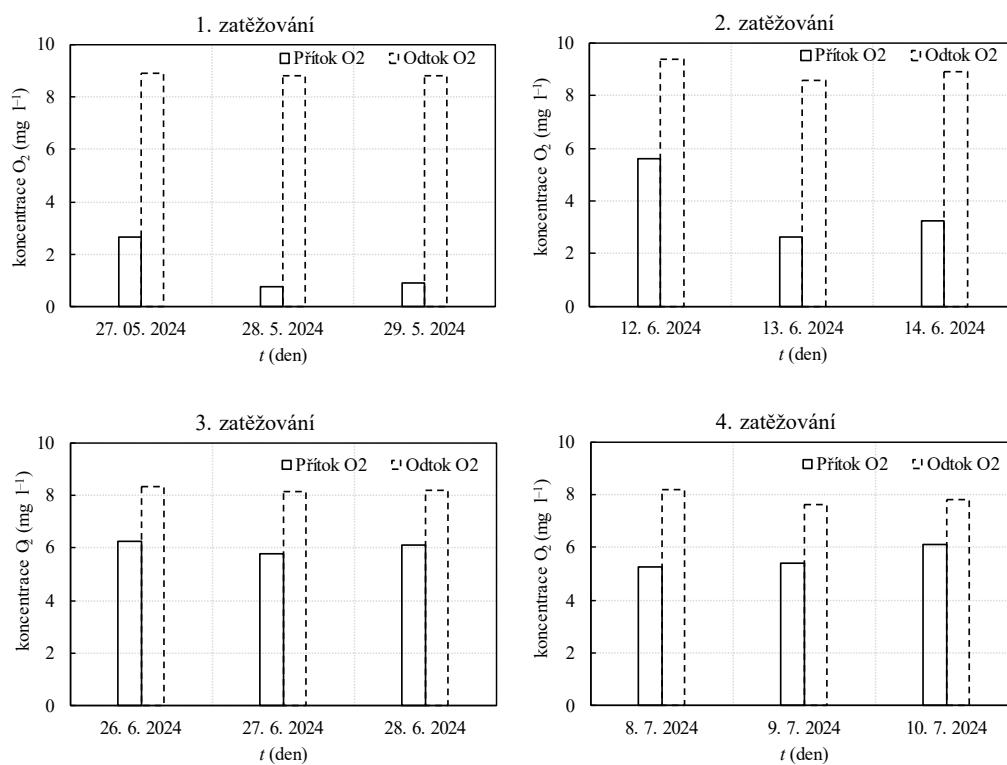 1. zatěžování
Přítok O2 Odtok O2
koncentrace O₂ (mg l⁻¹)
10
8
6
4
2
0
27. 05. 2024 28. 5. 2024 29. 5. 2024
t (den)
2. zatěžování
Přítok O2 Odtok O2
koncentrace O₂ (mg l⁻¹)
10
8
6
4
2
0
12. 6. 2024 13. 6. 2024 14. 6. 2024
t (den)
3. zatěžování
Přítok O2 Odtok O2
koncentrace O₂ (mg l⁻¹)
10
8
6
4
2
0
26. 6. 2024 27. 6. 2024 28. 6. 2024
t (den)
4. zatěžování
Přítok O2 Odtok O2
koncentrace O₂ (mg l⁻¹)
10
8
6
4
2
0
8. 7. 2024 9. 7. 2024 10. 7. 2024
t (den)